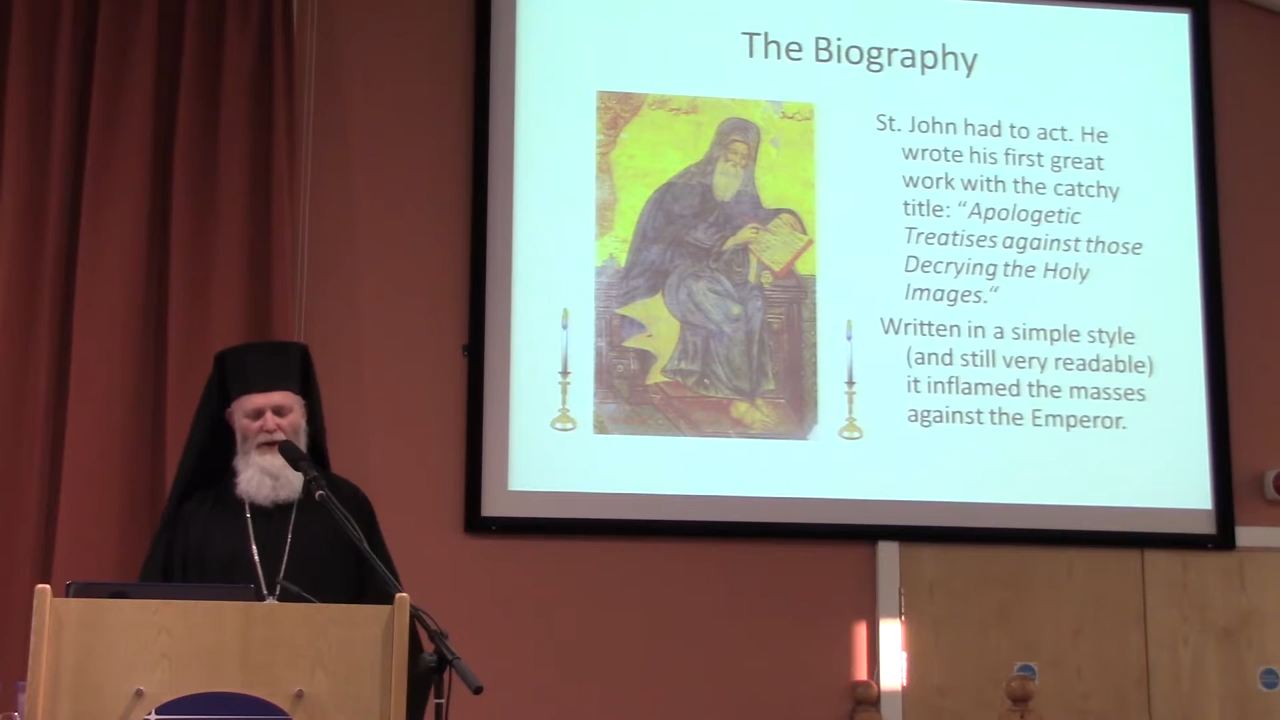 The Biography
St. John had to act. He
wrote his first great
work with the catchy
title: “Apologetic
Treatises against those
Decrying the Holy
Images.“
Written in a simple style
(and still very readable)
it inflamed the masses
against the Emperor.